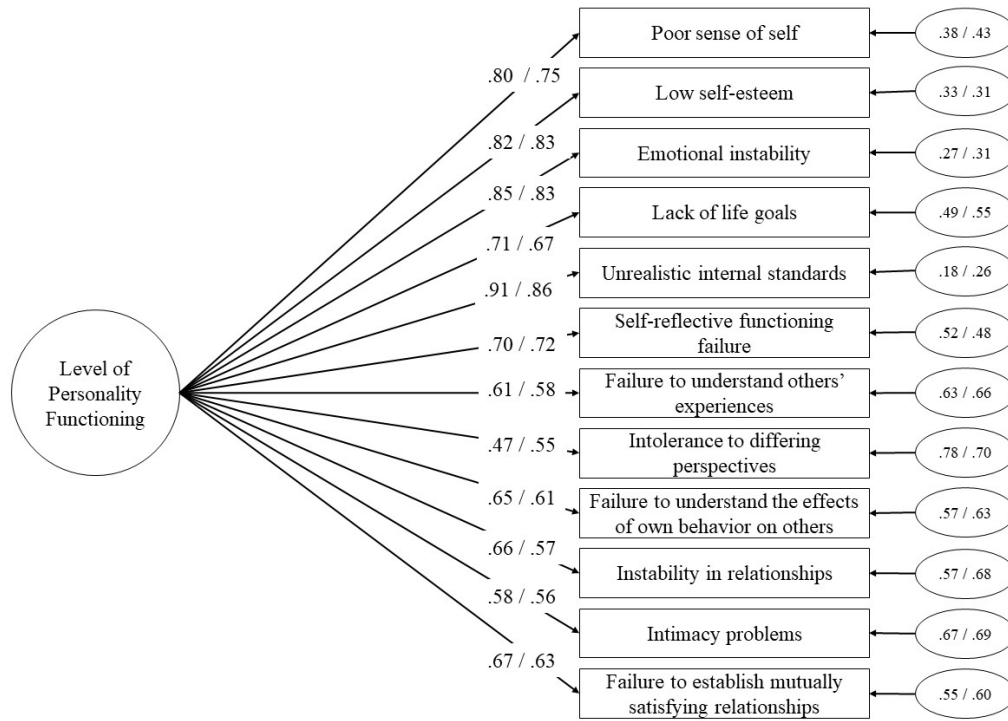 Poor sense of self
.38 / .43
.80 / .75
Low self-esteem
.33 / .31
.82 / .83
Emotional instability
.27 / .31
.85 / .83
Lack of life goals
.49 / .55
.71 / .67
Unrealistic internal standards
.18 / .26
.91 / .86
Self-reflective functioning
failure
.52 / .48
.70 / .72
Level of
Personality
Functioning
Failure to understand others’
experiences
.63 / .66
.61 / .58
Intolerance to differing
perspectives
.78 / .70
.47 / .55
Failure to understand the effects
of own behavior on others
.57 / .63
.65 / .61
Instability in relationships
.57 / .68
.66 / .57
Intimacy problems
.67 / .69
.58 / .56
Failure to establish mutually
satisfying relationships
.55 / .60
.67 / .63